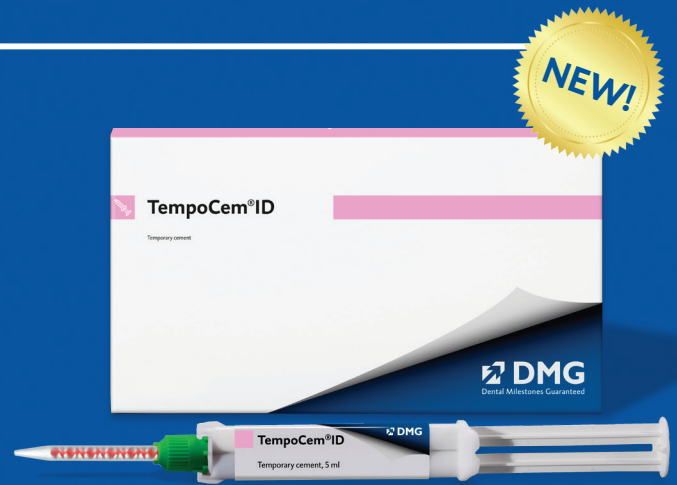 NEW!
TempoCem®ID
Temporary cement
DMG
Dental Milestones Guaranteed
DMG
TempoCem®ID
Temporary cement, 5 ml